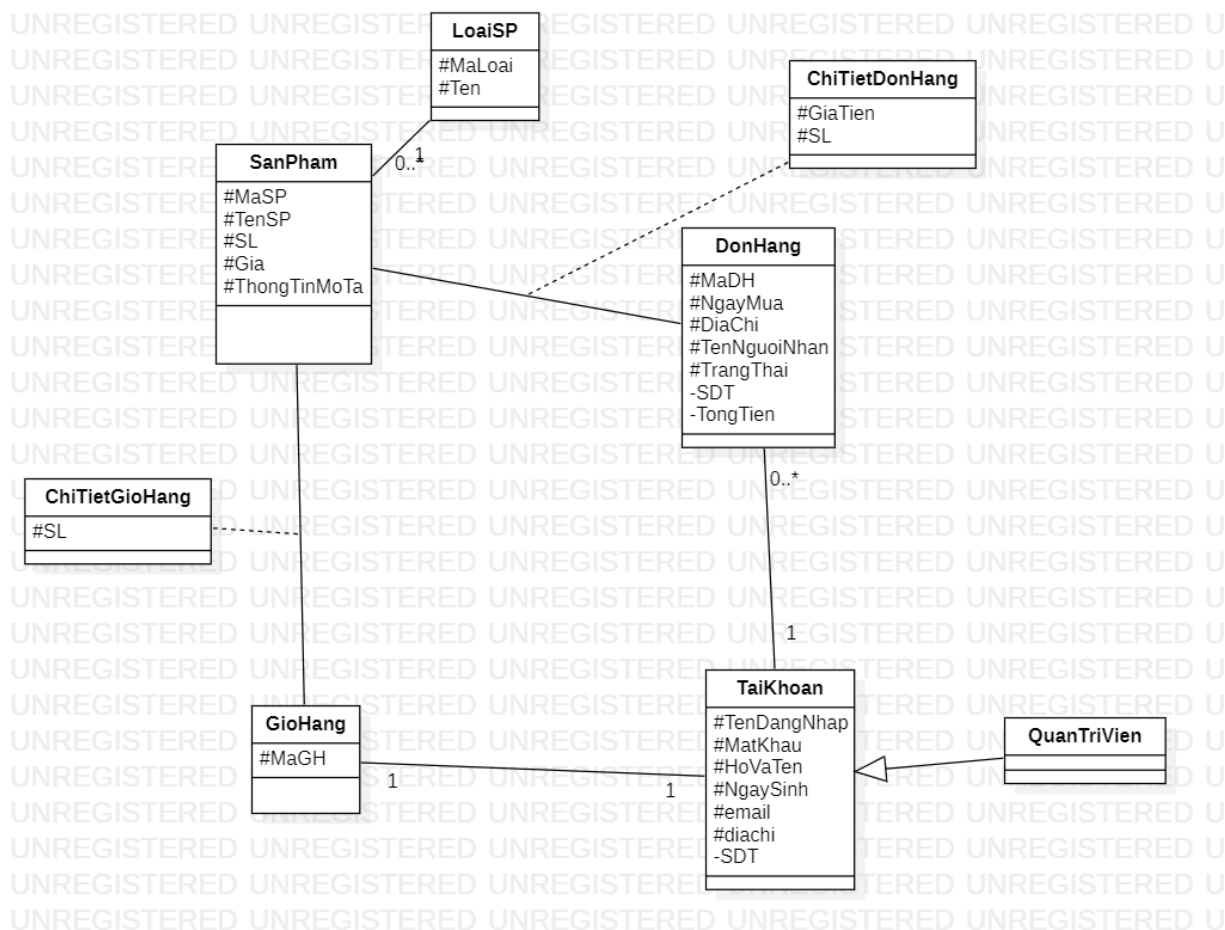 LoaiSP
#MaLoai
#Ten
ChiTietDonHang
#GiaTien
#SL
1
0..*
SanPham
#MaSP
#TenSP
#SL
#Gia
#ThongTinMoTa
DonHang
#MaDH
#NgayMua
#DiaChi
#TenNguoiNhan
#TrangThai
-SDT
-TongTien
0..*
ChiTietGioHang
#SL
1
TaiKhoan
#TenDangNhap
#MatKhau
#HoVaTen
#NgaySinh
#email
#diachi
-SDT
GioHang
#MaGH
1
1
QuanTriVien
UNREGISTERED UNREGISTERED UNREGISTERED UNREGISTERED UNREGISTERED U